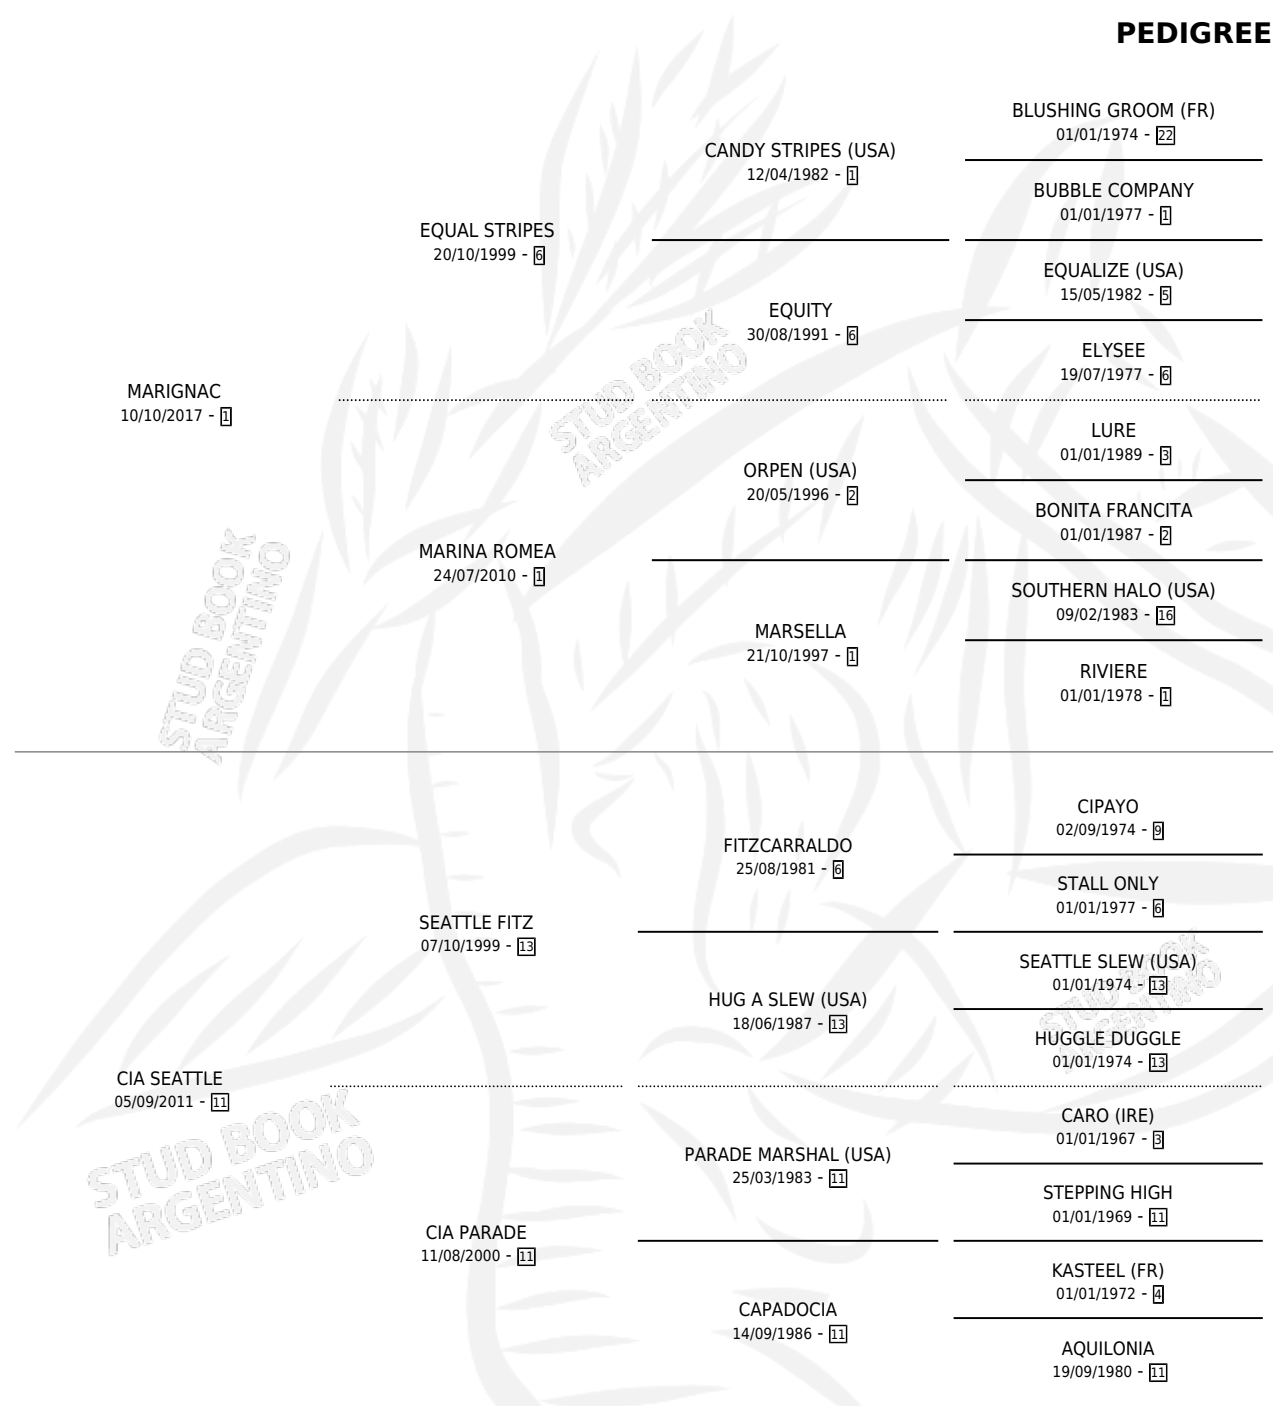 PEDIGREE
BLUSHING GROOM (FR)
01/01/1974 - 22
CANDY STRIPES (USA)
12/04/1982 - 1
BUBBLE COMPANY
01/01/1977 - 1
EQUAL STRIPES
20/10/1999 - 6
EQUALIZE (USA)
15/05/1982 - 5
EQUITY
30/08/1991 - 6
ELYSEE
19/07/1977 - 6
MARIGNAC
10/10/2017 - 1
LURE
01/01/1989 - 3
ORPEN (USA)
20/05/1996 - 2
BONITA FRANCITA
01/01/1987 - 2
MARINA ROMEA
24/07/2010 - 1
SOUTHERN HALO (USA)
09/02/1983 - 16
MARSELLA
21/10/1997 - 1
RIVIERE
01/01/1978 - 1
CIPAYO
02/09/1974 - 9
FITZCARRALDO
25/08/1981 - 6
STALL ONLY
01/01/1977 - 6
SEATTLE FITZ
07/10/1999 - 13
SEATTLE SLEW (USA)
01/01/1974 - 13
HUG A SLEW (USA)
18/06/1987 - 13
HUGGLE DUGGLE
01/01/1974 - 13
CIA SEATTLE
05/09/2011 - 11
CARO (IRE)
01/01/1967 - 3
PARADE MARSHAL (USA)
25/03/1983 - 11
STEPPING HIGH
01/01/1969 - 11
CIA PARADE
11/08/2000 - 11
KASTEEL (FR)
01/01/1972 - 4
CAPADOCIA
14/09/1986 - 11
AQUILONIA
19/09/1980 - 11
STUD BOOK
ARGENTINO
STUD BOOK
ARGENTINO
STUD BOOK
ARGENTINO
STUD BOOK
ARGENTINO